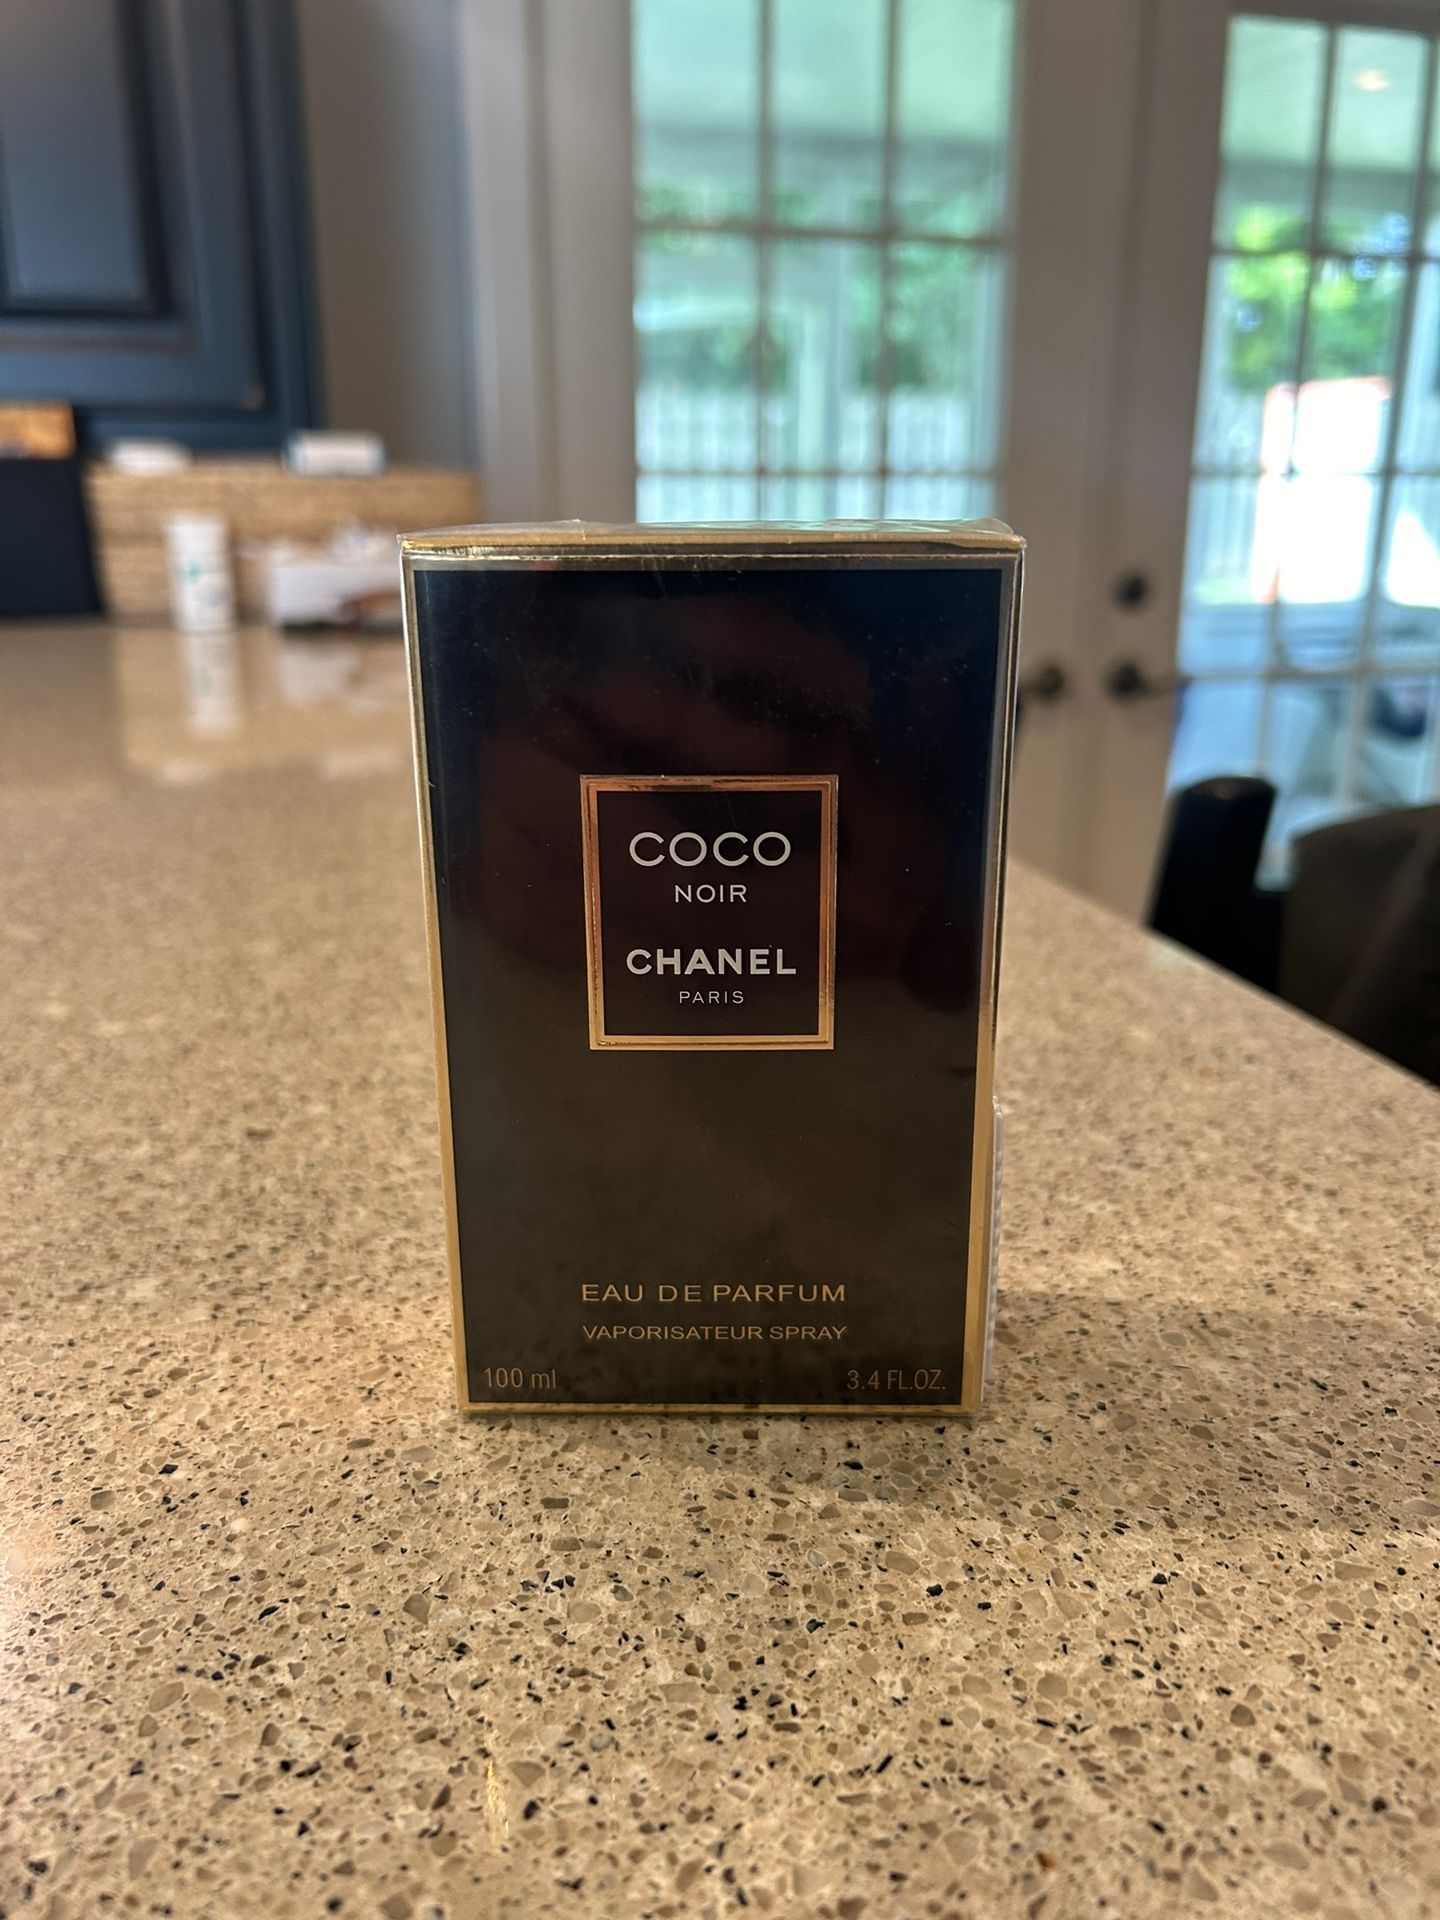 COCO
NOIR
CHANEL
PARIS
EAU DE PARFUM
VAPORISATEUR SPRAY
100 ml 3.4 FL.OZ.